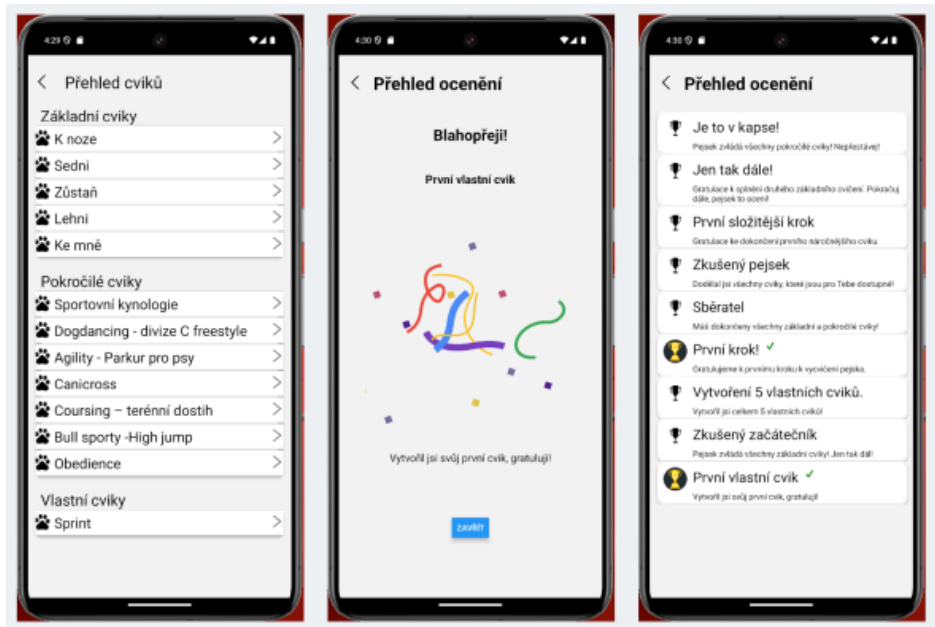 4:29
Přehled cviků
Základní cviky
K noze
Sedni
Zůstaň
Lehni
Ke mně
Pokročilé cviky
Sportovní kynologie
Dogdancing - divize C freestyle
Agility - Parkur pro psy
Canicross
Coursing – terénní dostih
Bull sporty -High jump
Obedience
Vlastní cviky
Sprint
4:30
Přehled ocenění
Blahopřeji!
První vlastní cvik
Vytvořil jsi svůj první cvik, gratuluji!
ZAVŘÍT
4:30
Přehled ocenění
Je to v kapse!
Pejsek zvládá všechny pokročilé cviky! Nepřestávej!
Jen tak dále!
Gratulace k splnění druhého základního cvičení. Pokračuj
dále, pejsek to ocení!
První složitější krok
Gratulace ke dokončení prvního náročnějšího cviku.
Zkušený pejsek
Dodělal jsi všechny cviky, které jsou pro Tebe dostupné!
Sběratel
Máš dokončeny všechny základní a pokročilé cviky!
První krok!
Gratulujeme k prvnímu kroku k vycvičení pejska.
Vytvoření 5 vlastních cviků.
Vytvořil jsi celkem 5 vlastních cviků!
Zkušený začátečník
Pejsek zvládá všechny základní cviky! Jen tak dál!
První vlastní cvik
Vytvořil jsi svůj první cvik, gratuluji!